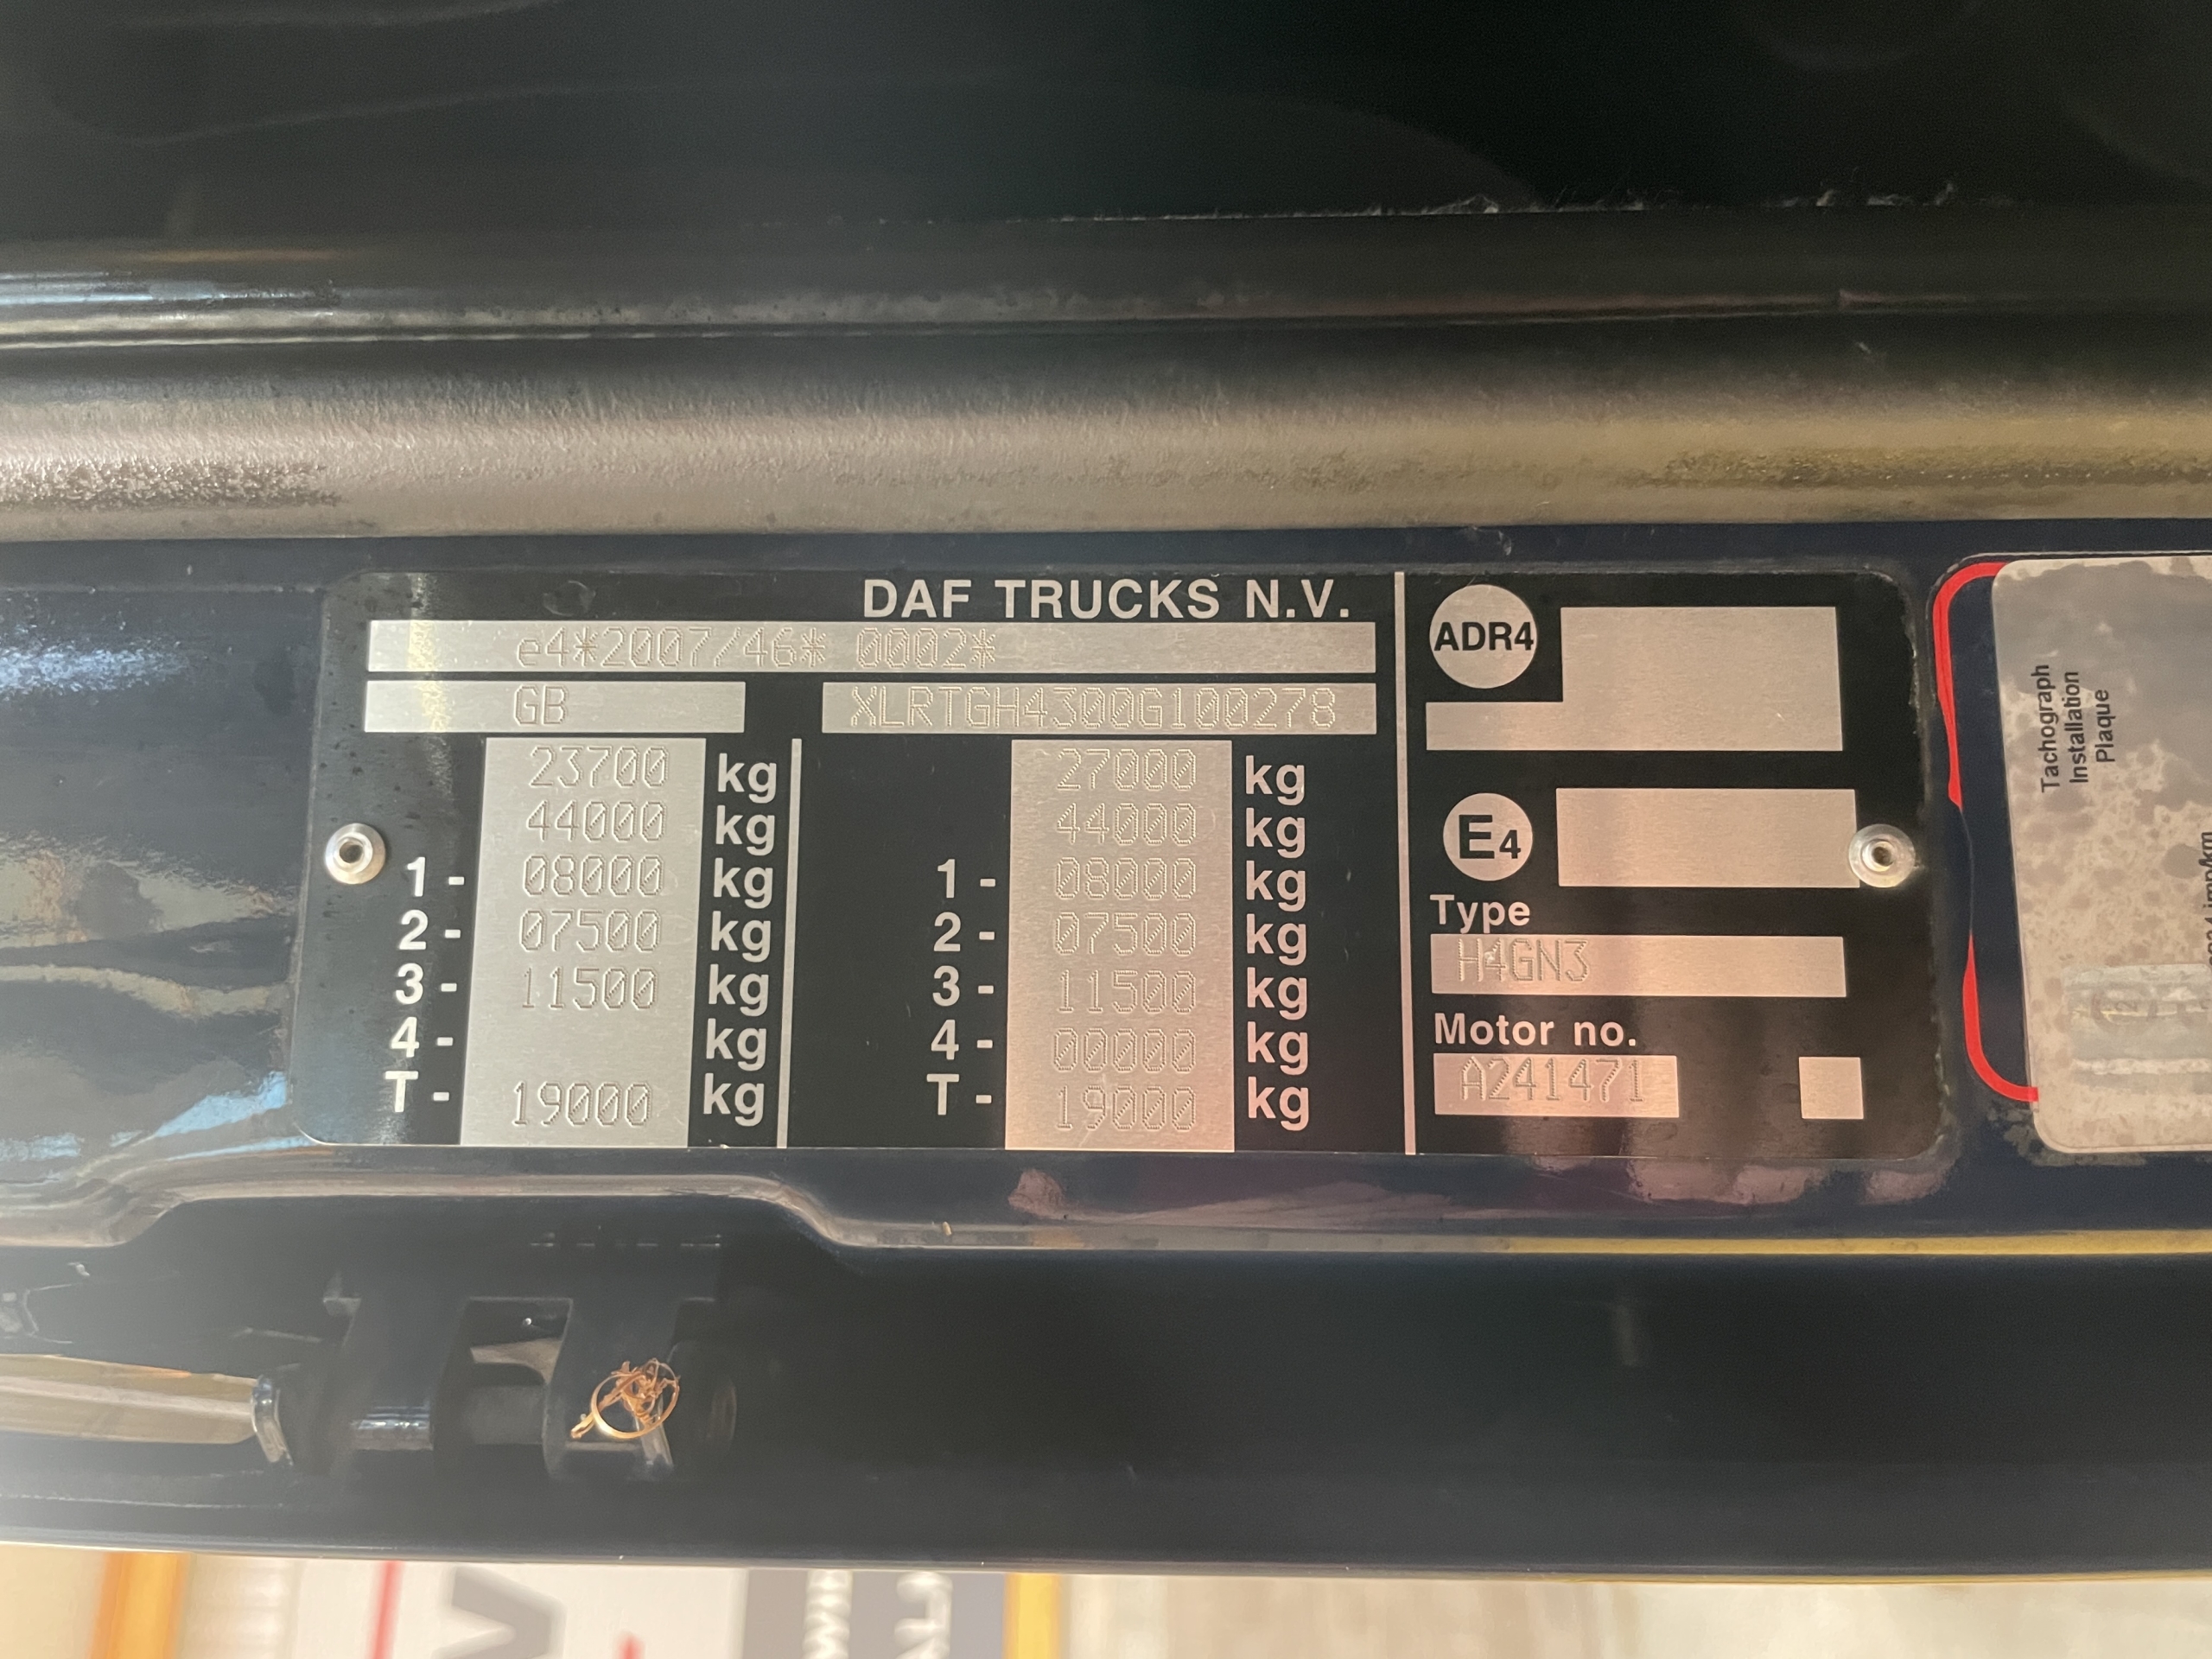 DAF TRUCKS N.V.
e4*2007/46* 0002*
GB XLRTGH4300G100278
23700 kg 27000 kg
44000 kg 44000 kg
1 - 08000 kg 1 - 08000 kg
2 - 07500 kg 2 - 07500 kg
3 - 11500 kg 3 - 11500 kg
4 - kg 4 - 00000 kg
T - 19000 kg T - 19000 kg
ADR4
E4
Type
H4GN3
Motor no.
A241471
Tachograph
Installation
Plaque